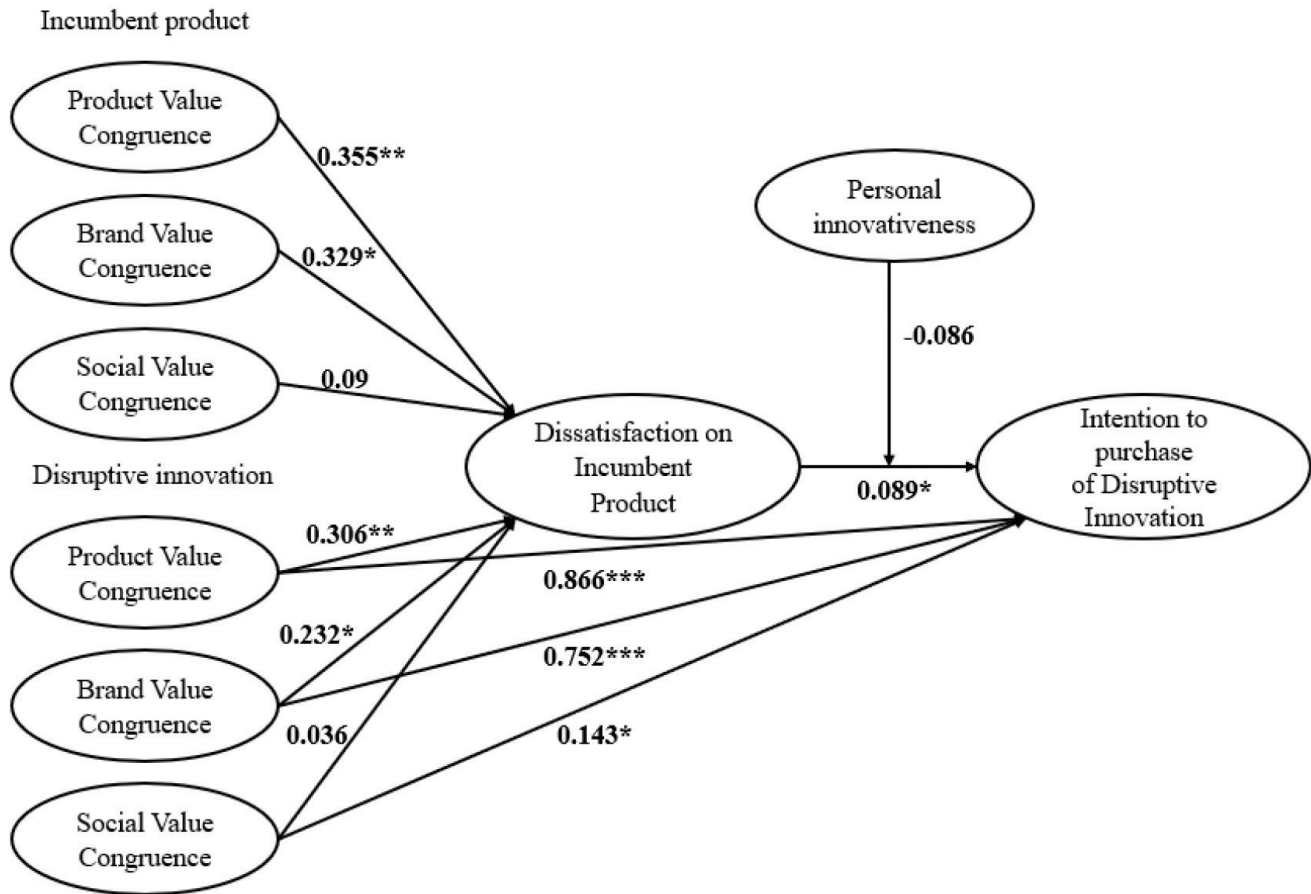 Incumbent product
Product Value
Congruence
0.355**
Brand Value
Congruence
0.329*
Social Value
Congruence
0.09
Personal
innovativeness
-0.086
Dissatisfaction on
Incumbent
Product
0.089*
Intention to
purchase
of Disruptive
Innovation
Disruptive innovation
Product Value
Congruence
0.306**
0.866***
Brand Value
Congruence
0.232*
0.752***
Social Value
Congruence
0.036
0.143*